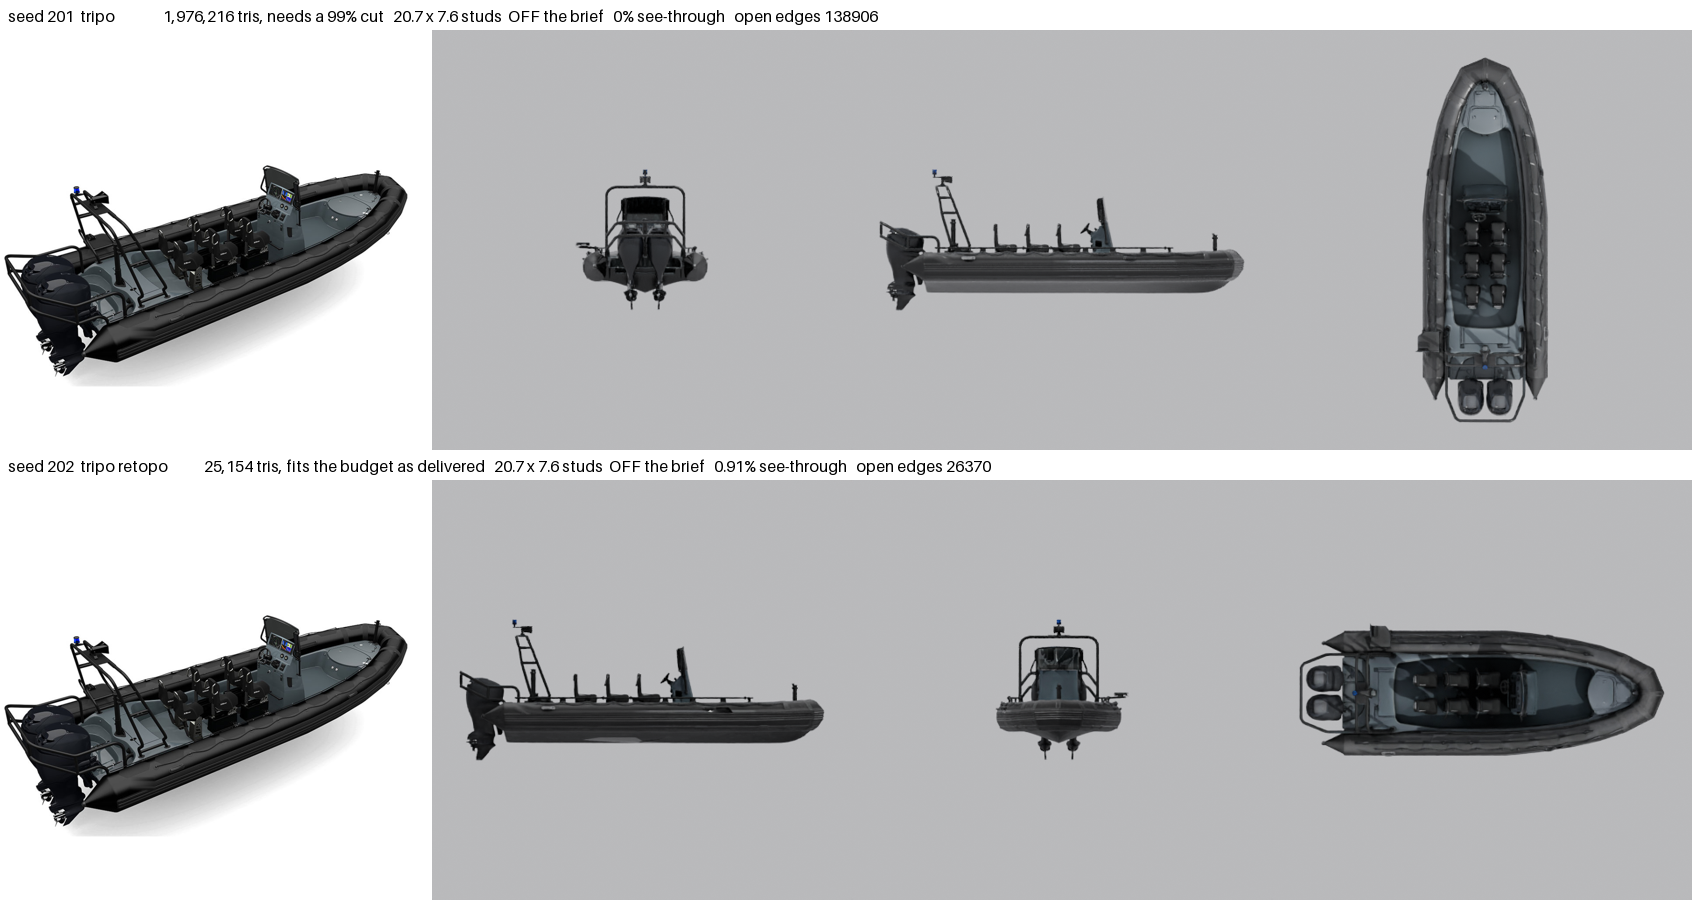 seed 201 tripo 1,976,216 tris, needs a 99% cut 20.7 x 7.6 studs OFF the brief 0% see-through open edges 138906
seed 202 tripo retopo 25,154 tris, fits the budget as delivered 20.7 x 7.6 studs OFF the brief 0.91% see-through open edges 26370